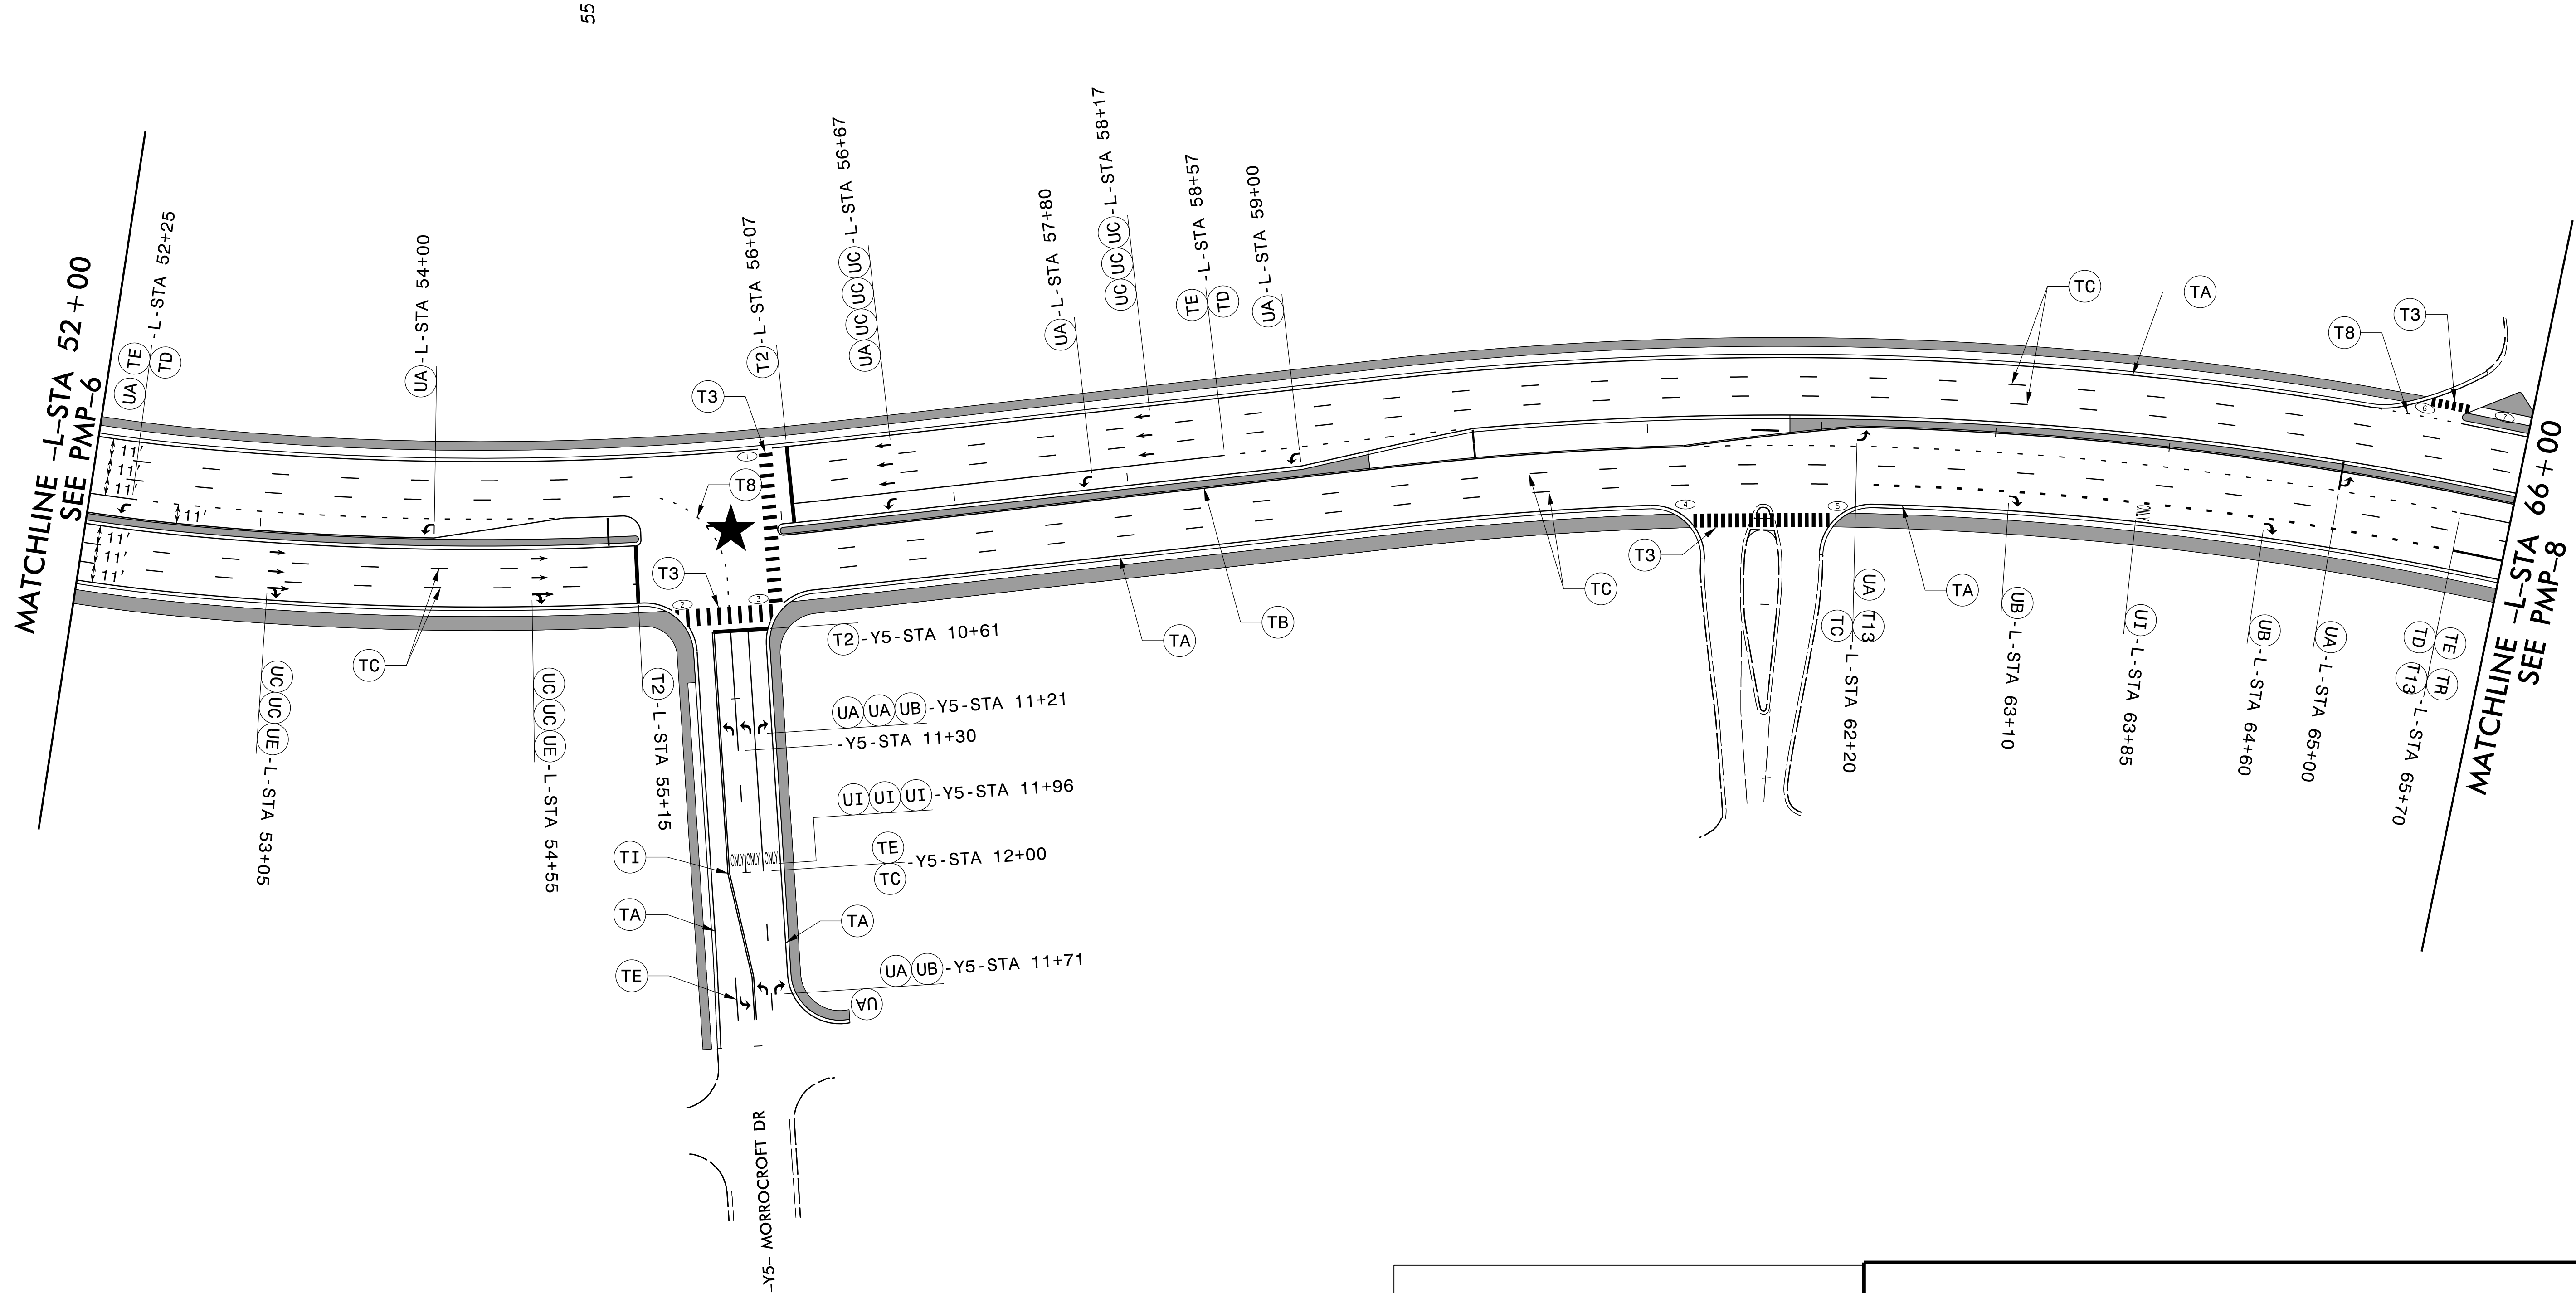 55
MATCHLINE -L-STA 52+00
SEE PMP-6
UA TE TD -L-STA 52+25
UA -L-STA 54+00
T2 -L-STA 56+07
UA UC UC UC -L-STA 56+67
UA -L-STA 57+80
UC UC UC -L-STA 58+17
TE TD -L-STA 58+57
UA -L-STA 59+00
TC
TA
T8
T3
T3
T8
T3
11'
11'
11'
11'
11'
11'
11'
1
2
3
4
5
6
7
T3
TC
UC UC UE -L-STA 53+05
UC UC UE -L-STA 54+55
T2 -L-STA 55+15
T2 -Y5-STA 10+61
UA UA UB -Y5-STA 11+21
-Y5-STA 11+30
UI UI UI -Y5-STA 11+96
ONLY ONLY ONLY
TE TC -Y5-STA 12+00
TI
TA
TA
TE
UA UB -Y5-STA 11+71
UA
-Y5- MORROCROFT DR
TA
TB
TC
UA TC T13 -L-STA 62+20
TA
UB -L-STA 63+10
ONLY
UI -L-STA 63+85
UB -L-STA 64+60
UA -L-STA 65+00
TD TE T13 TR -L-STA 65+70
MATCHLINE -L-STA 66+00
SEE PMP-8